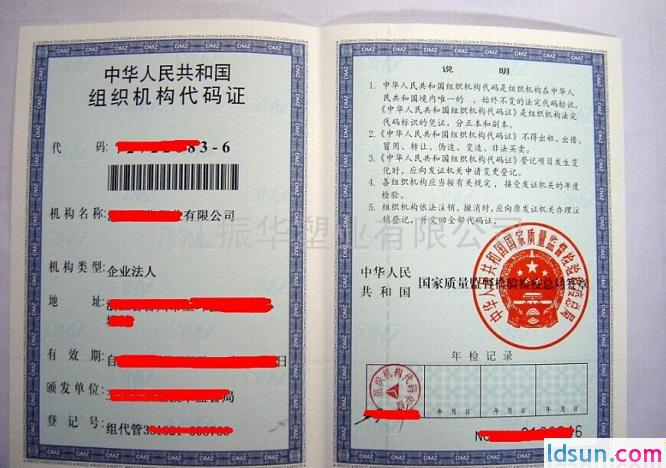 中华人民共和国
组织机构代码证
代 码:
83-6
机构名
业有限公司
机构类型: 企业法人
地 址
有 效 期: 自
日
颁发单位
登 记 号: 组代管
说 明
1. 中华人民共和国组织机构代码是组织机构在中华人
民共和国境内唯一的、始终不变的法定代码标识,
《中华人民共和国组织机构代码证》是组织机构法定
代码标识的凭证,分正本和副本。
2.《中华人民共和国组织机构代码证》不得出租、出借、
冒用、转让、伪造、变造、非法买卖。
3.《中华人民共和国组织机构代码证》登记项目发生变
化时,应向发证机关申请变更登记。
4. 各组织机构应当按有关规定,接受发证机关的年度
检验。
5. 组织机构依法注销、撤消时,应向原发证机关办理注
销登记,并交回全部代码证。
振华塑业有限公司
中华人民
共 和 国
国家质量监督检验检疫总局签章
中华人民共和国国家质量监督检验检疫总局
年 检 记 录
年 月 日
年 月 日
年 月 日
ldsun.com